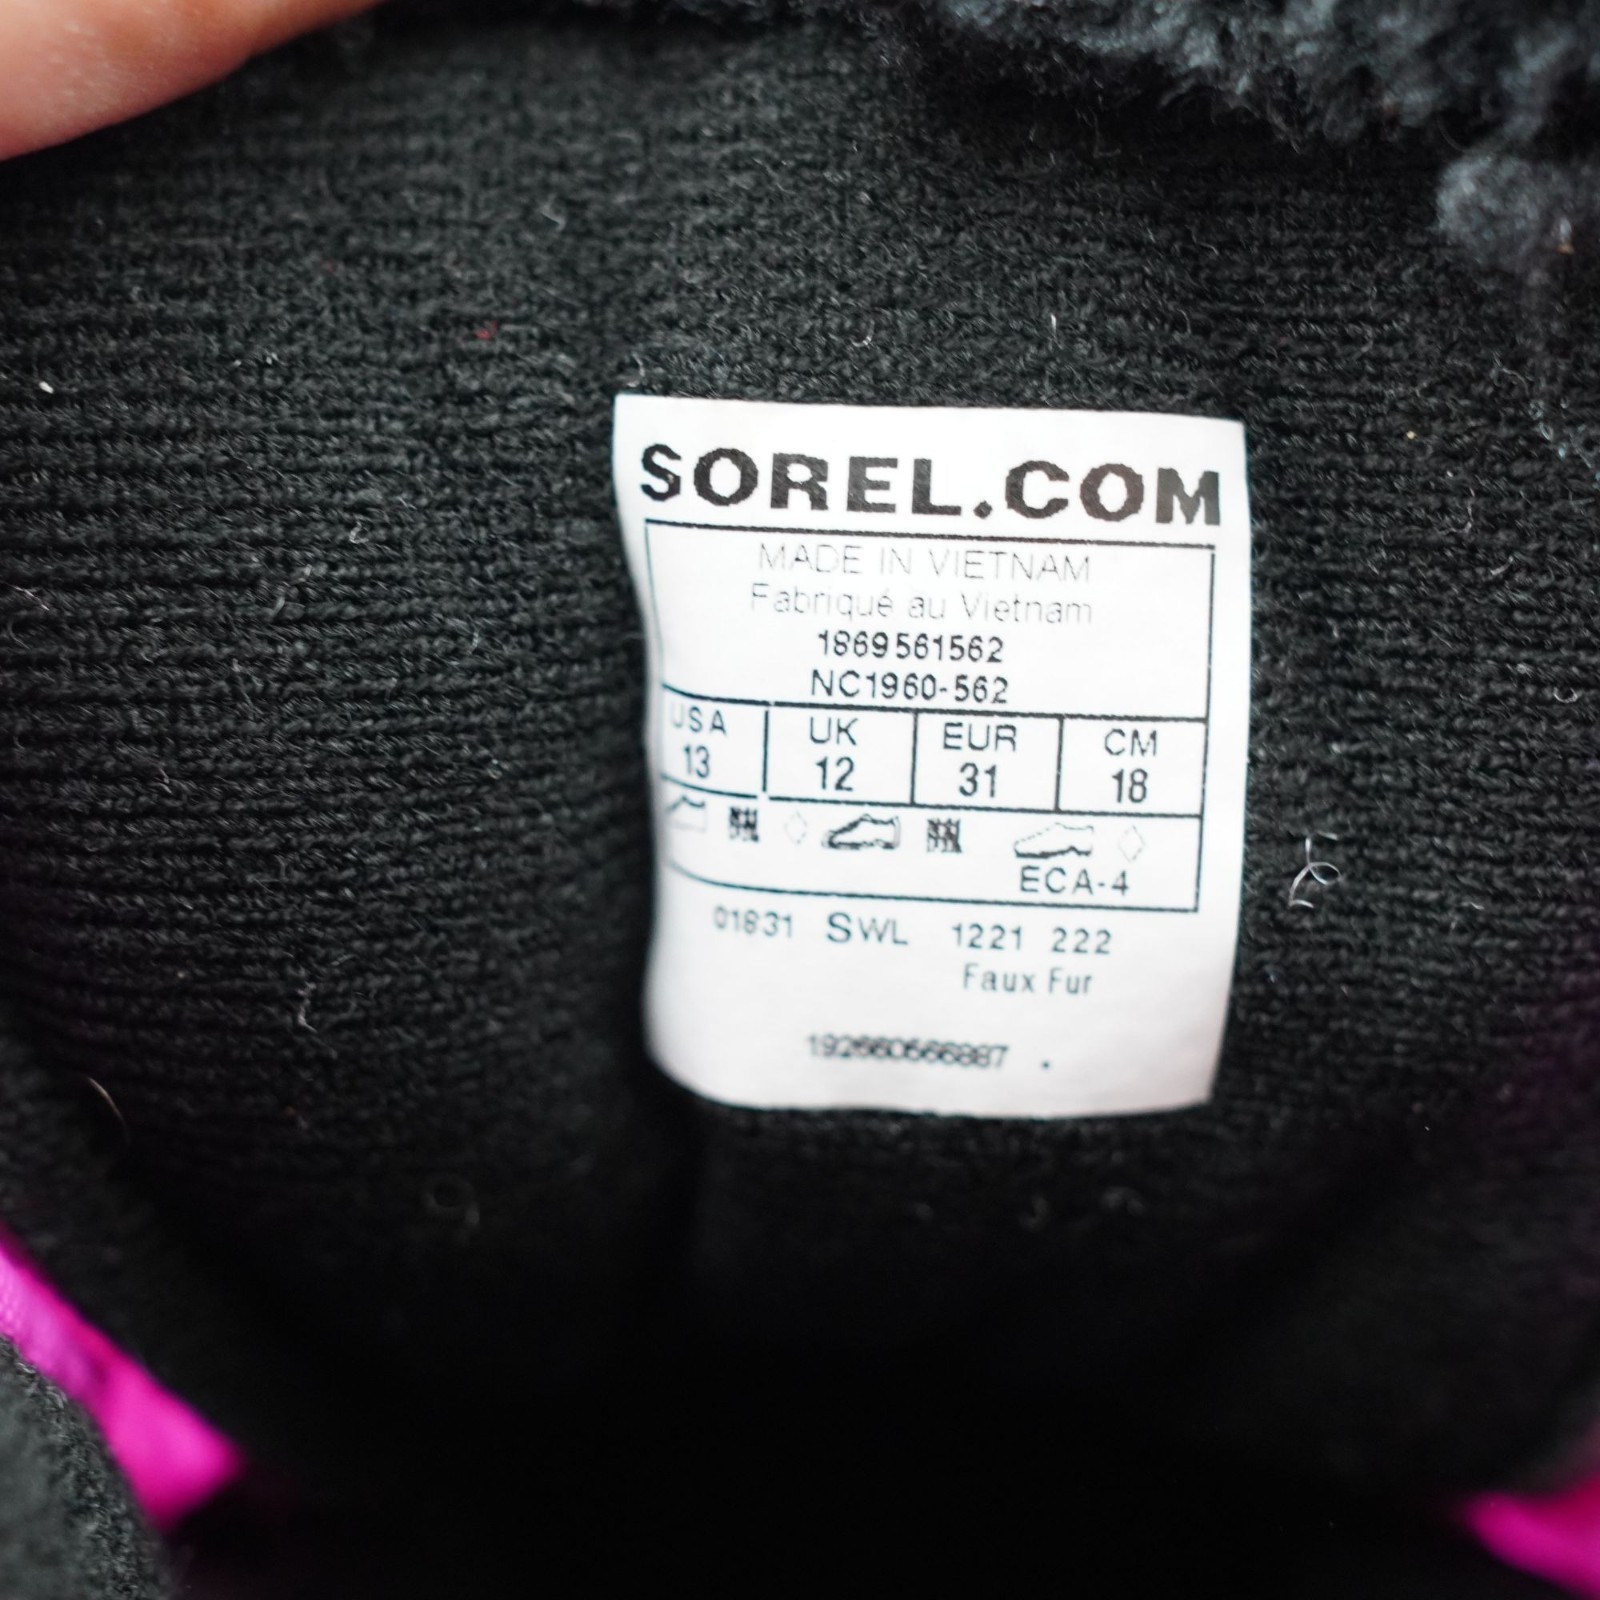 SOREL.COM
MADE IN VIETNAM
Fabriqué au Vietnam
1869561562
NC1960-562
USA UK EUR CM
13 12 31 18
ECA-4
01831 SWL 1221 222
Faux Fur